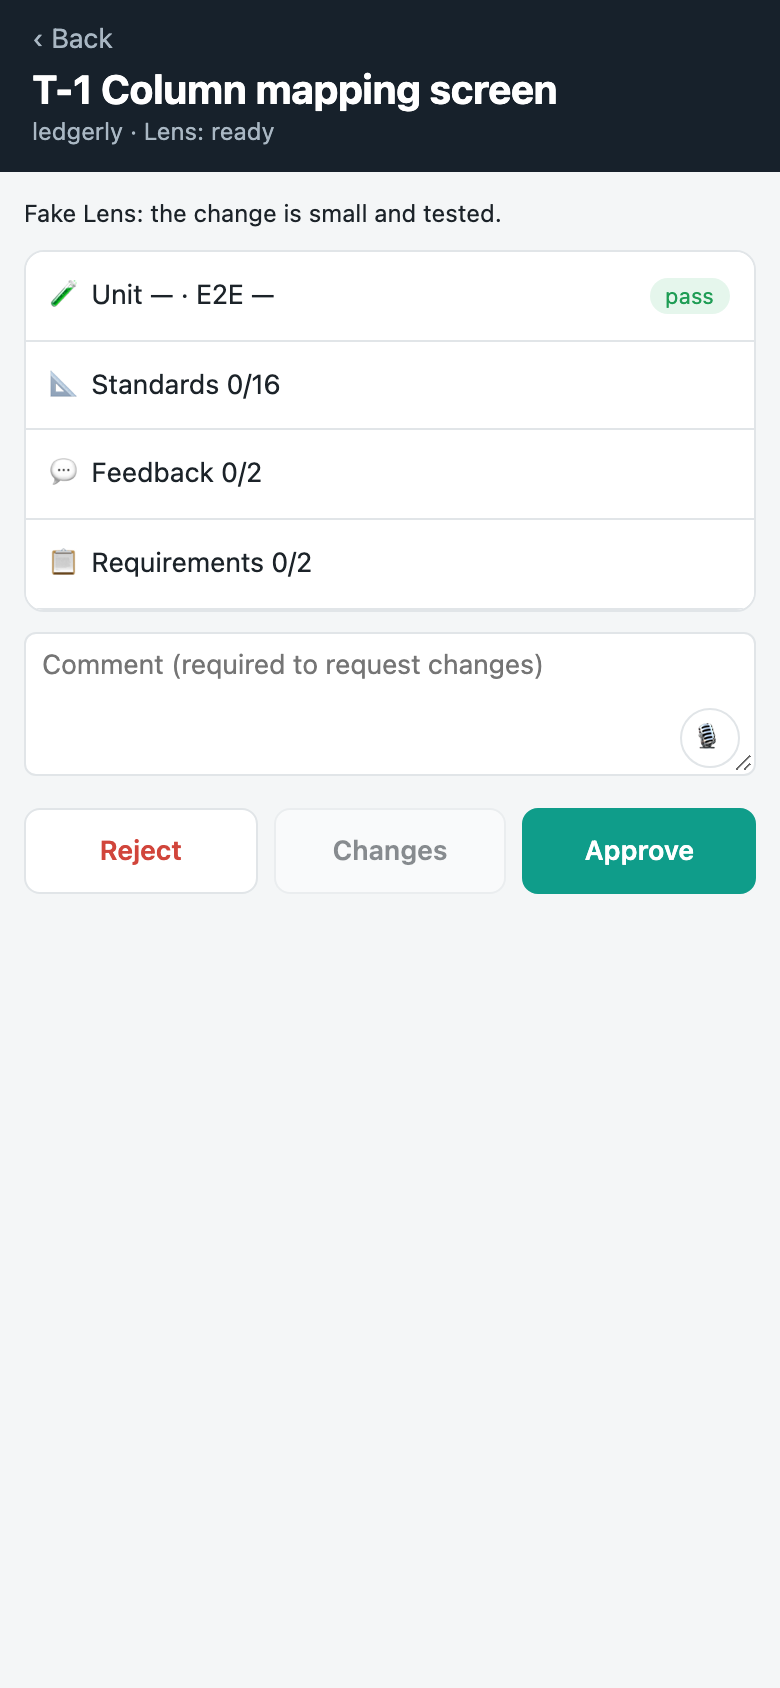 ‹ Back
T-1 Column mapping screen
ledgerly · Lens: ready
Fake Lens: the change is small and tested.
Unit — · E2E — pass
Standards 0/16
Feedback 0/2
Requirements 0/2
Comment (required to request changes)
Reject Changes Approve